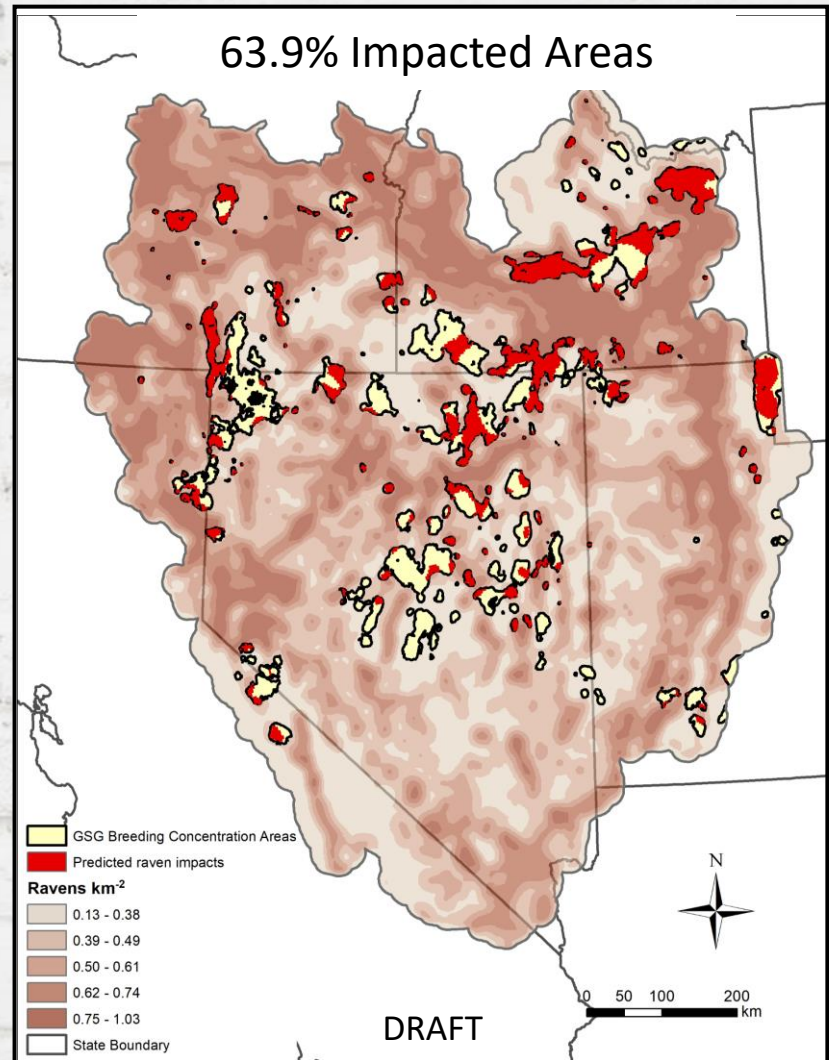 63.9% Impacted Areas
GSG Breeding Concentration Areas
Predicted raven impacts
Ravens km⁻²
0.13 - 0.38
0.39 - 0.49
0.50 - 0.61
0.62 - 0.74
0.75 - 1.03
State Boundary
DRAFT
N
0 50 100 200
km